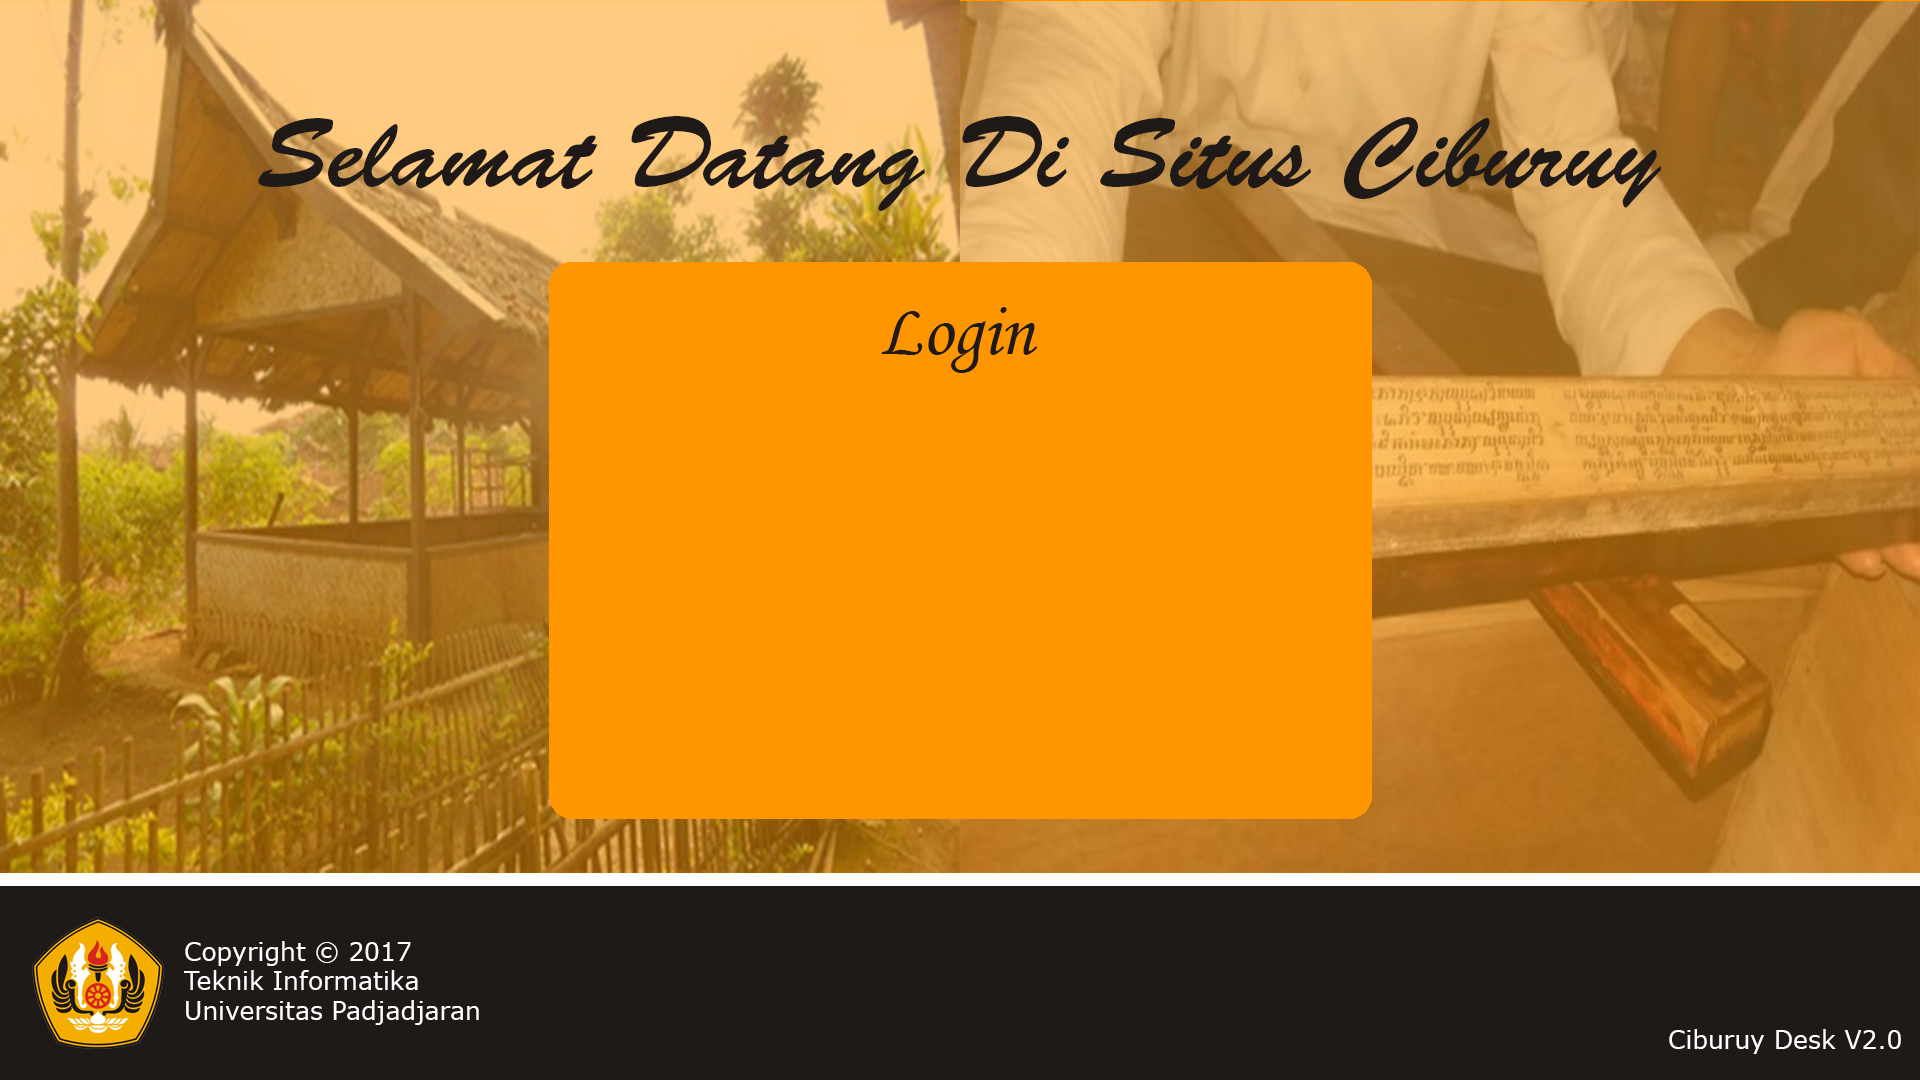 Selamat Datang Di Situs Ciburuy
Login
Copyright © 2017
Teknik Informatika
Universitas Padjadjaran
Ciburuy Desk V2.0